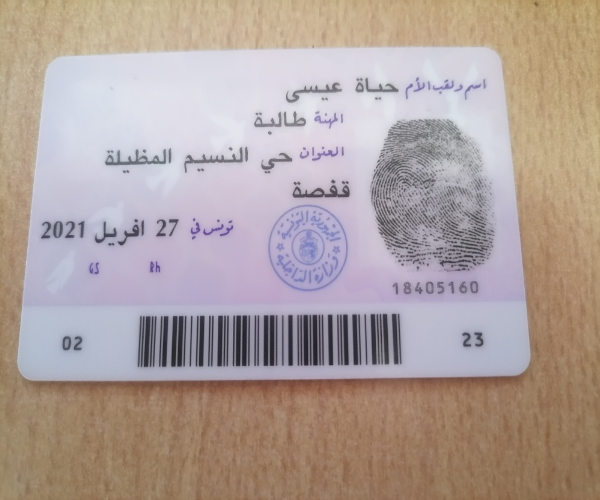 اسم ولقب الأم حياة عيسى
المهنة طالبة
العنوان حي النسيم المظيلة
قفصة
تونس في 27 افريل 2021
GS Rh
الجمهورية التونسية
وزارة الداخلية
18405160
02 23